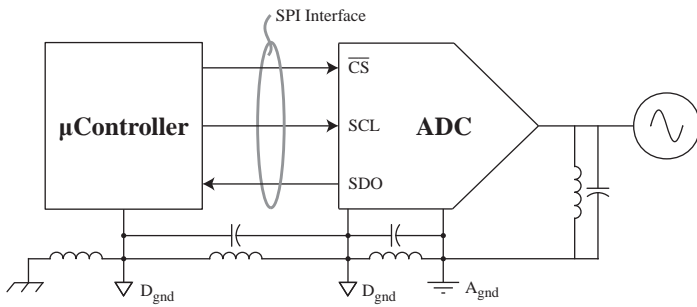 SPI Interface
µController
CS
SCL
SDO
ADC
Dgnd
Dgnd
Agnd